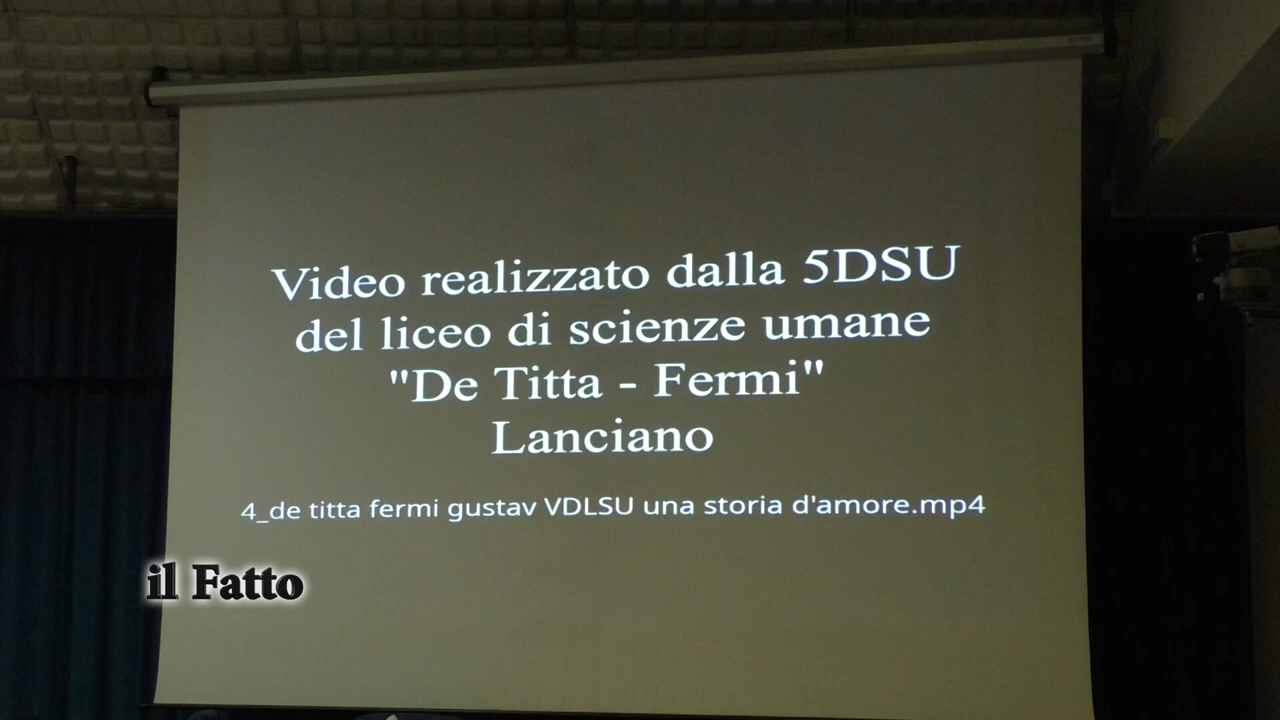 Video realizzato dalla 5DSU
del liceo di scienze umane
"De Titta - Fermi"
Lanciano
4_de titta fermi gustav VDLSU una storia d'amore.mp4
il Fatto